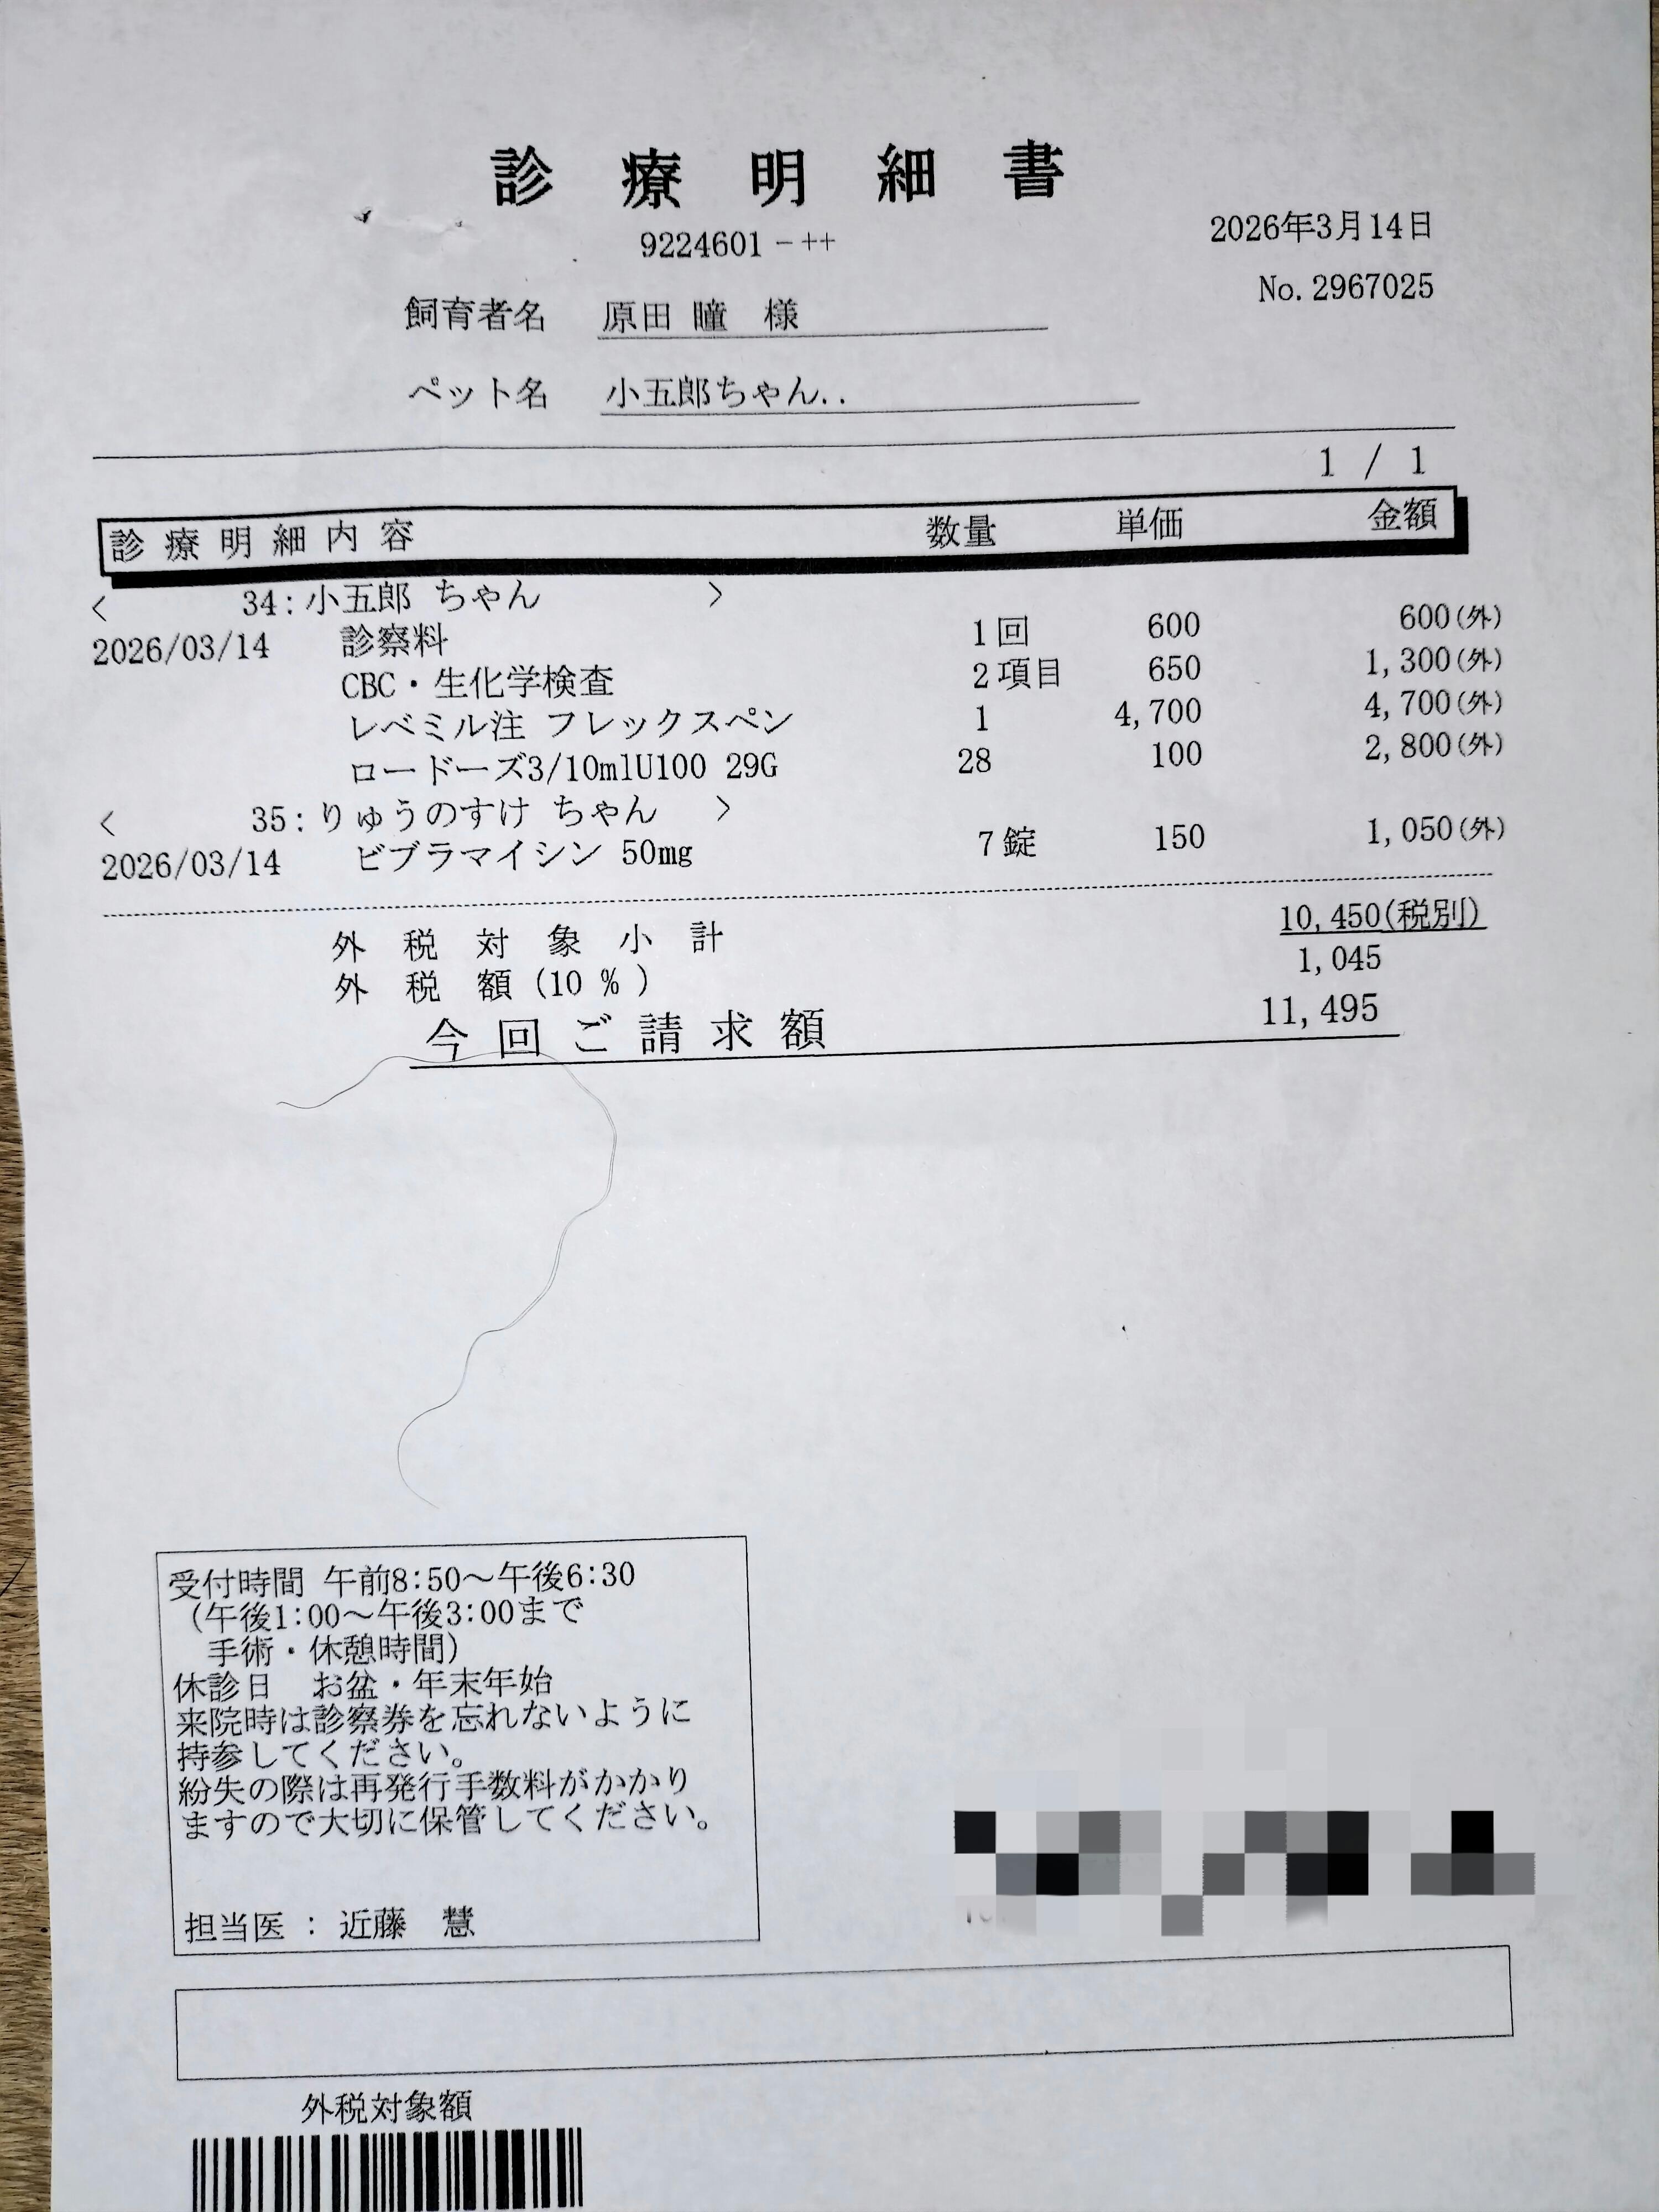 診療明細書
9224601-++
2026年3月14日
No.2967025
飼育者名 原田 瞳 様
ペット名 小五郎ちゃん..
1 / 1
診療明細内容 数量 単価 金額
< 34:小五郎 ちゃん >
2026/03/14 診察料 1回 600 600(外)
CBC・生化学検査 2項目 650 1,300(外)
レベミル注 フレックスペン 1 4,700 4,700(外)
ロードーズ3/10mlU100 29G 28 100 2,800(外)
< 35:りゅうのすけ ちゃん >
2026/03/14 ビブラマイシン 50mg 7錠 150 1,050(外)
外税対象小計 10,450(税別)
外税額(10%) 1,045
今回ご請求額 11,495
受付時間 午前8:50~午後6:30
(午後1:00~午後3:00まで
手術・休憩時間)
休診日 お盆・年末年始
来院時は診察券を忘れないように
持参してください。
紛失の際は再発行手数料がかかり
ますので大切に保管してください。
担当医 : 近藤 慧
外税対象額